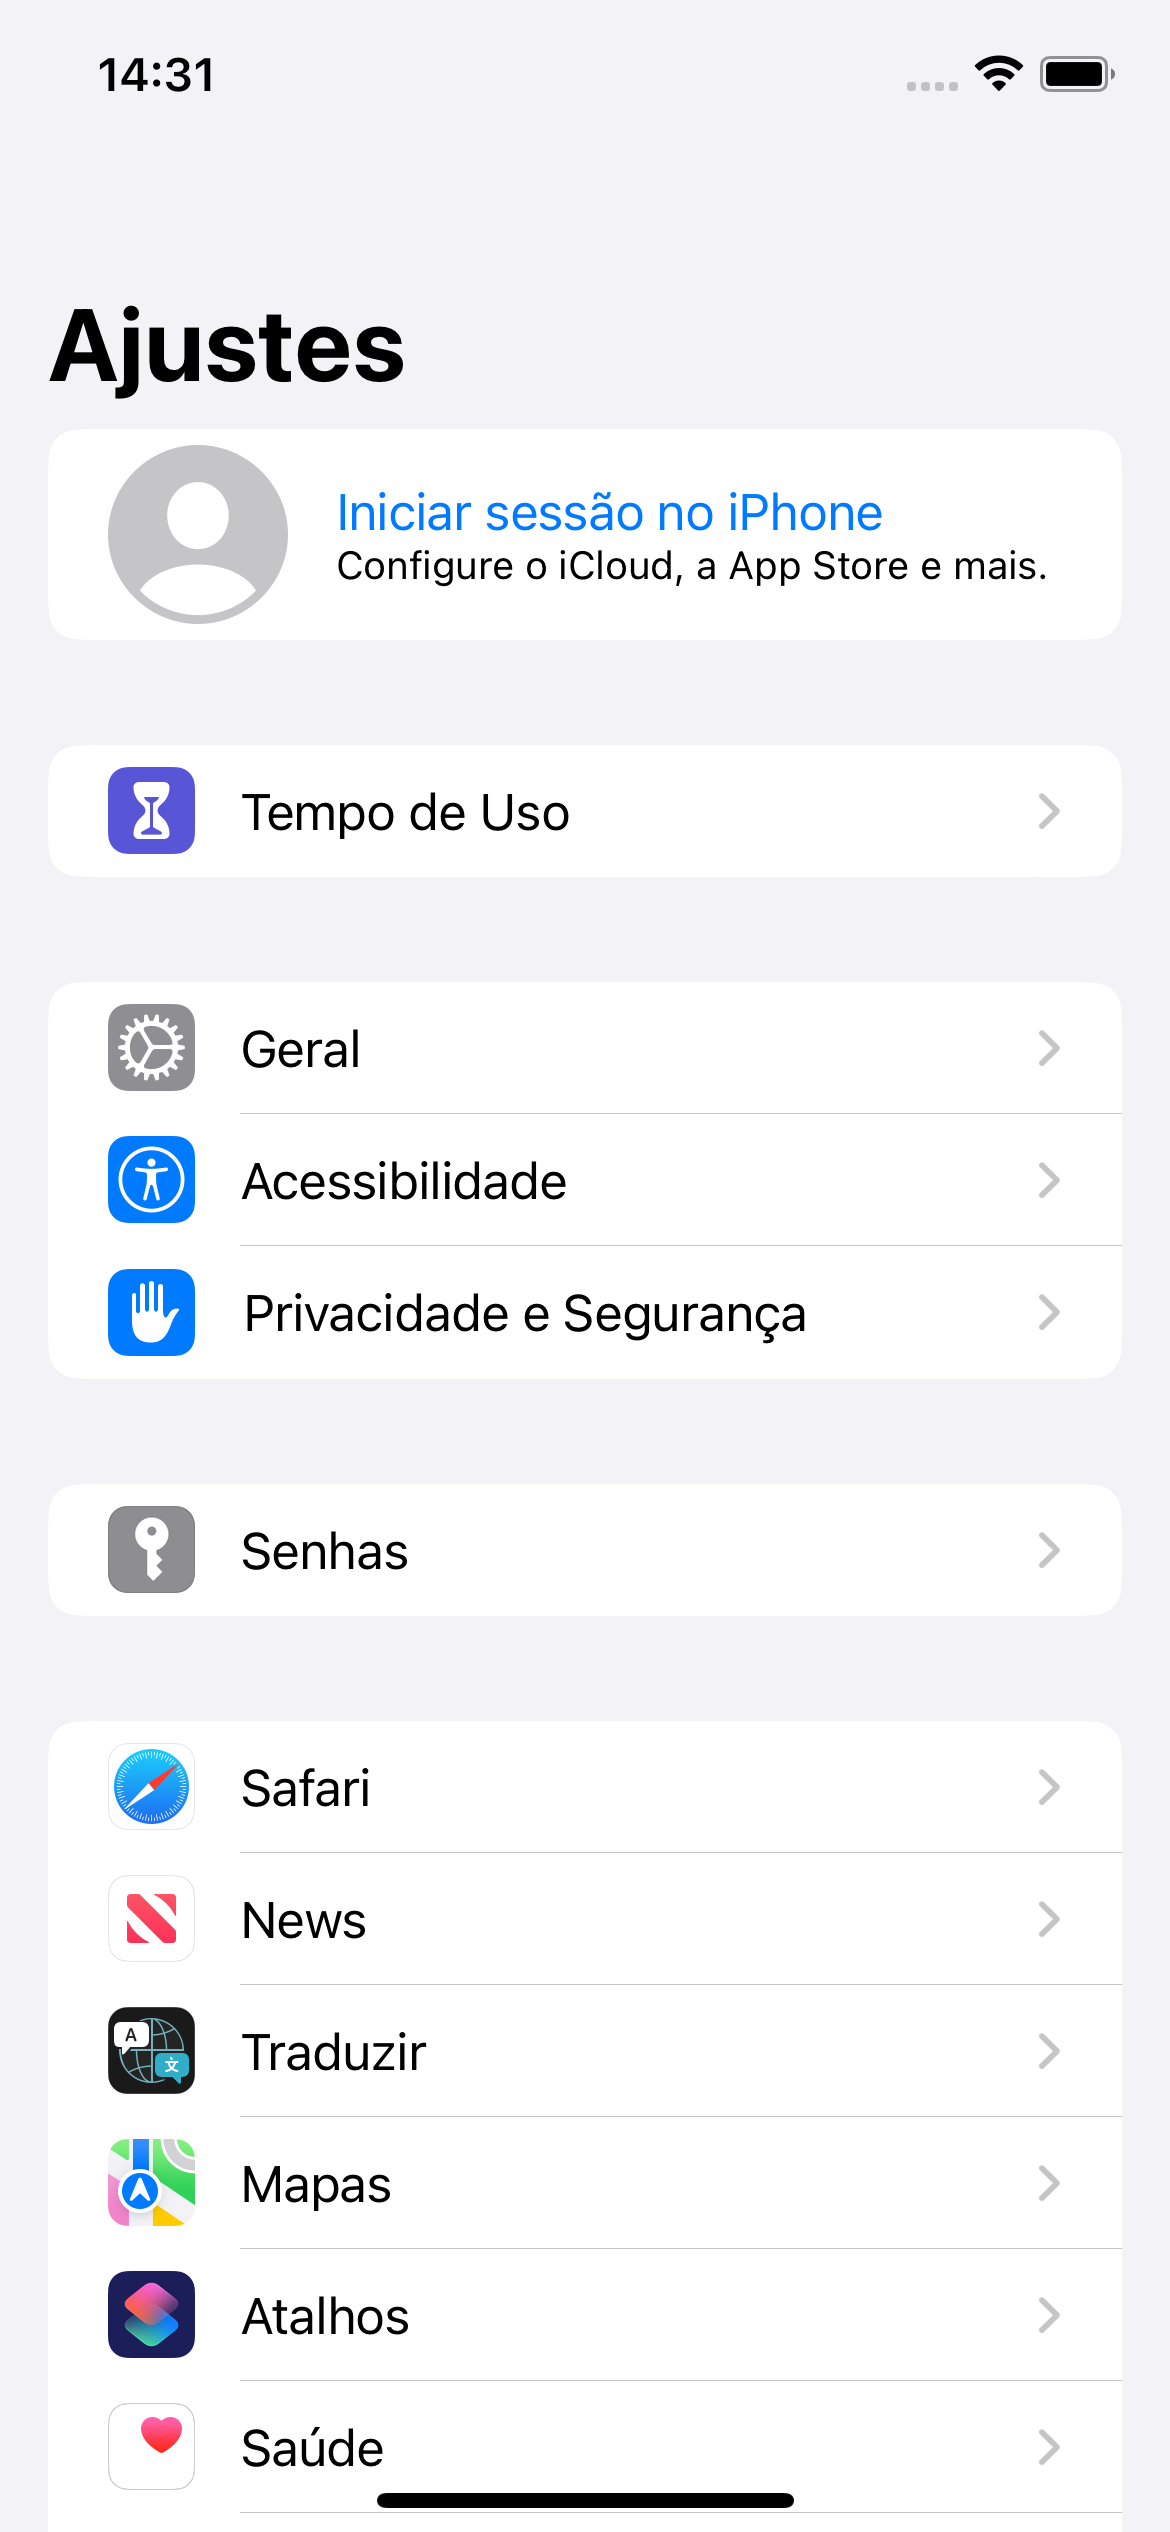 14:31
Ajustes
Iniciar sessão no iPhone
Configure o iCloud, a App Store e mais.
Tempo de Uso
Geral
Acessibilidade
Privacidade e Segurança
Senhas
Safari
News
A
文
Traduzir
Mapas
Atalhos
Saúde